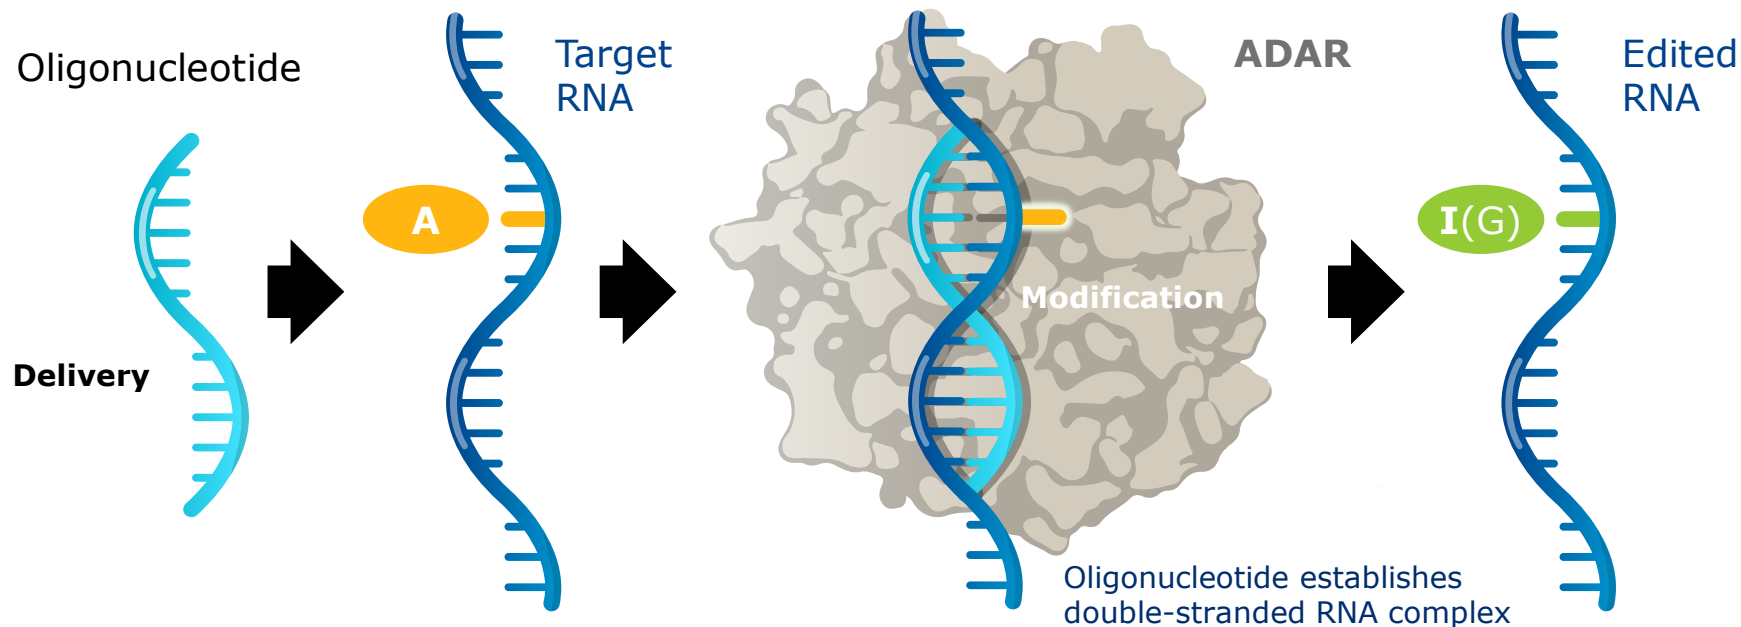 Oligonucleotide
Delivery
Target
RNA
A
ADAR
Modification
Oligonucleotide establishes
double-stranded RNA complex
Edited
RNA
I(G)